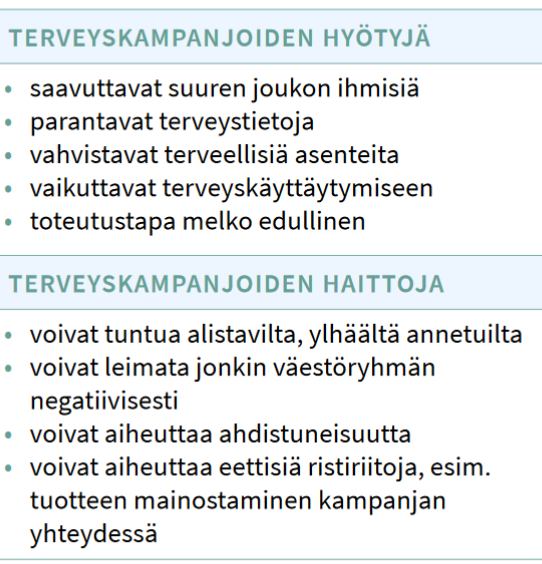 TERVEYSKAMPANJOIDEN HYÖTYJÄ
• saavuttavat suuren joukon ihmisiä
• parantavat terveystietoja
• vahvistavat terveellisiä asenteita
• vaikuttavat terveyskäyttäytymiseen
• toteutustapa melko edullinen
TERVEYSKAMPANJOIDEN HAITTOJA
• voivat tuntua alistavilta, ylhäältä annetuilta
• voivat leimata jonkin väestöryhmän
negatiivisesti
• voivat aiheuttaa ahdistuneisuutta
• voivat aiheuttaa eettisiä ristiriitoja, esim.
tuotteen mainostaminen kampanjan
yhteydessä